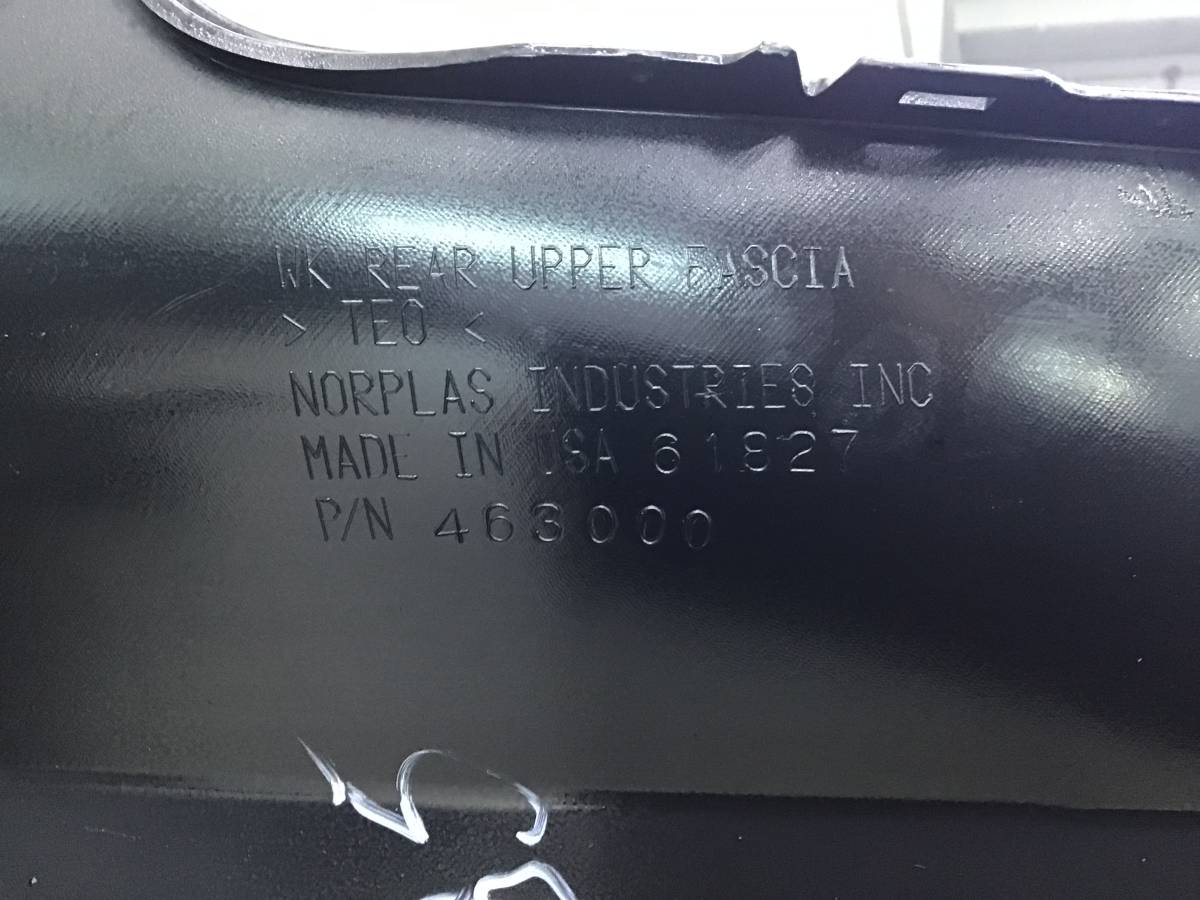 WK REAR UPPER FASCIA
> TEO <
NORPLAS INDUSTRIES INC
MADE IN USA 61827
P/N 463000